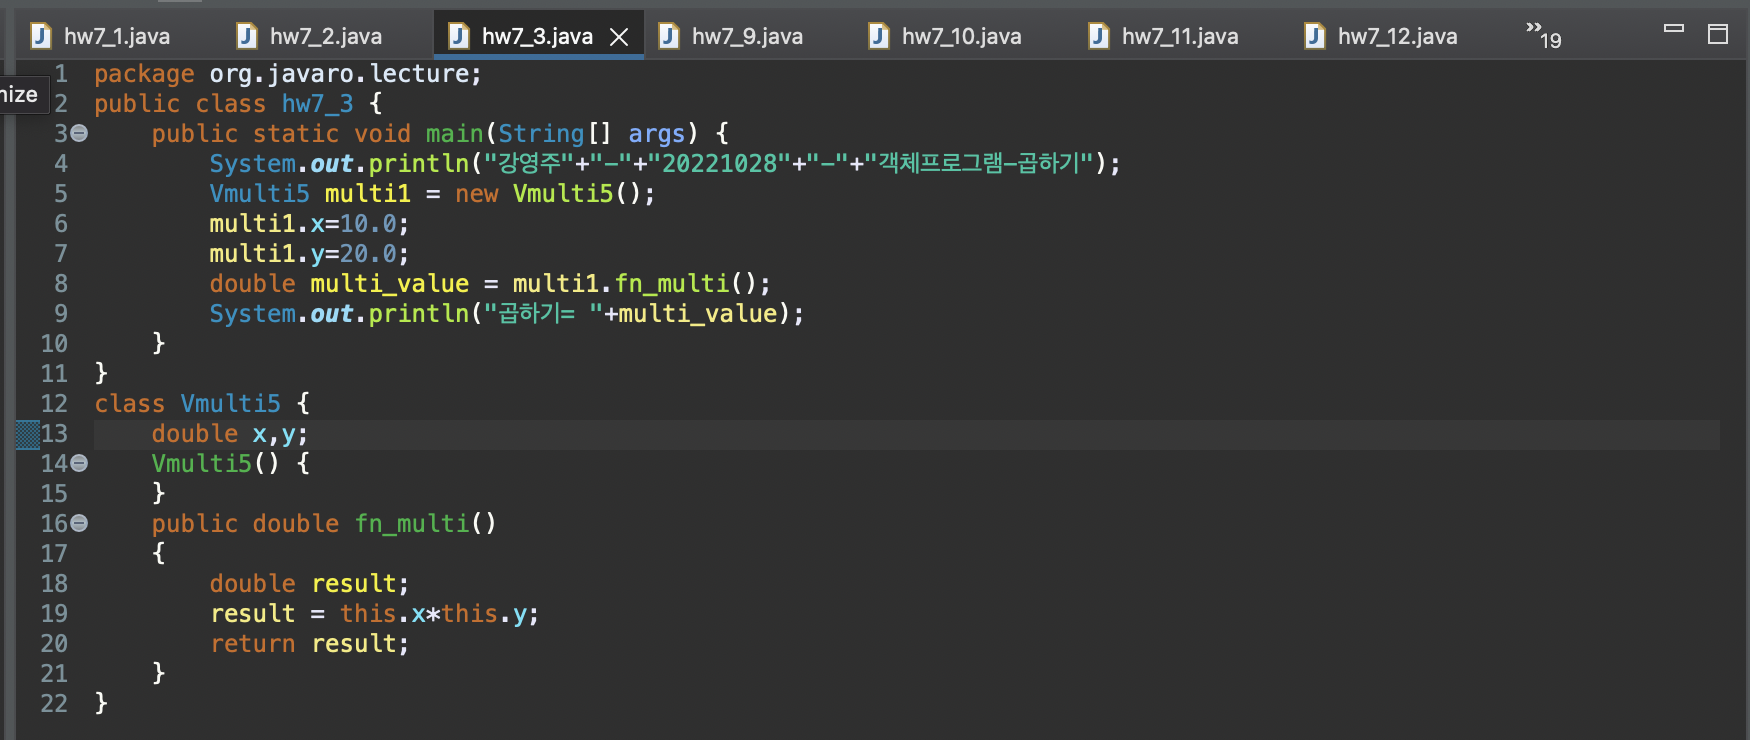 hw7_1.java hw7_2.java hw7_3.java hw7_9.java hw7_10.java hw7_11.java hw7_12.java »19
1 package org.javaro.lecture;
2 public class hw7_3 {
3 public static void main(String[] args) {
4 System.out.println("강영주"+"-"+"20221028"+"-"+"객체프로그램-곱하기");
5 Vmulti5 multi1 = new Vmulti5();
6 multi1.x=10.0;
7 multi1.y=20.0;
8 double multi_value = multi1.fn_multi();
9 System.out.println("곱하기= "+multi_value);
10 }
11 }
12 class Vmulti5 {
13 double x,y;
14 Vmulti5() {
15 }
16 public double fn_multi()
17 {
18 double result;
19 result = this.x*this.y;
20 return result;
21 }
22 }